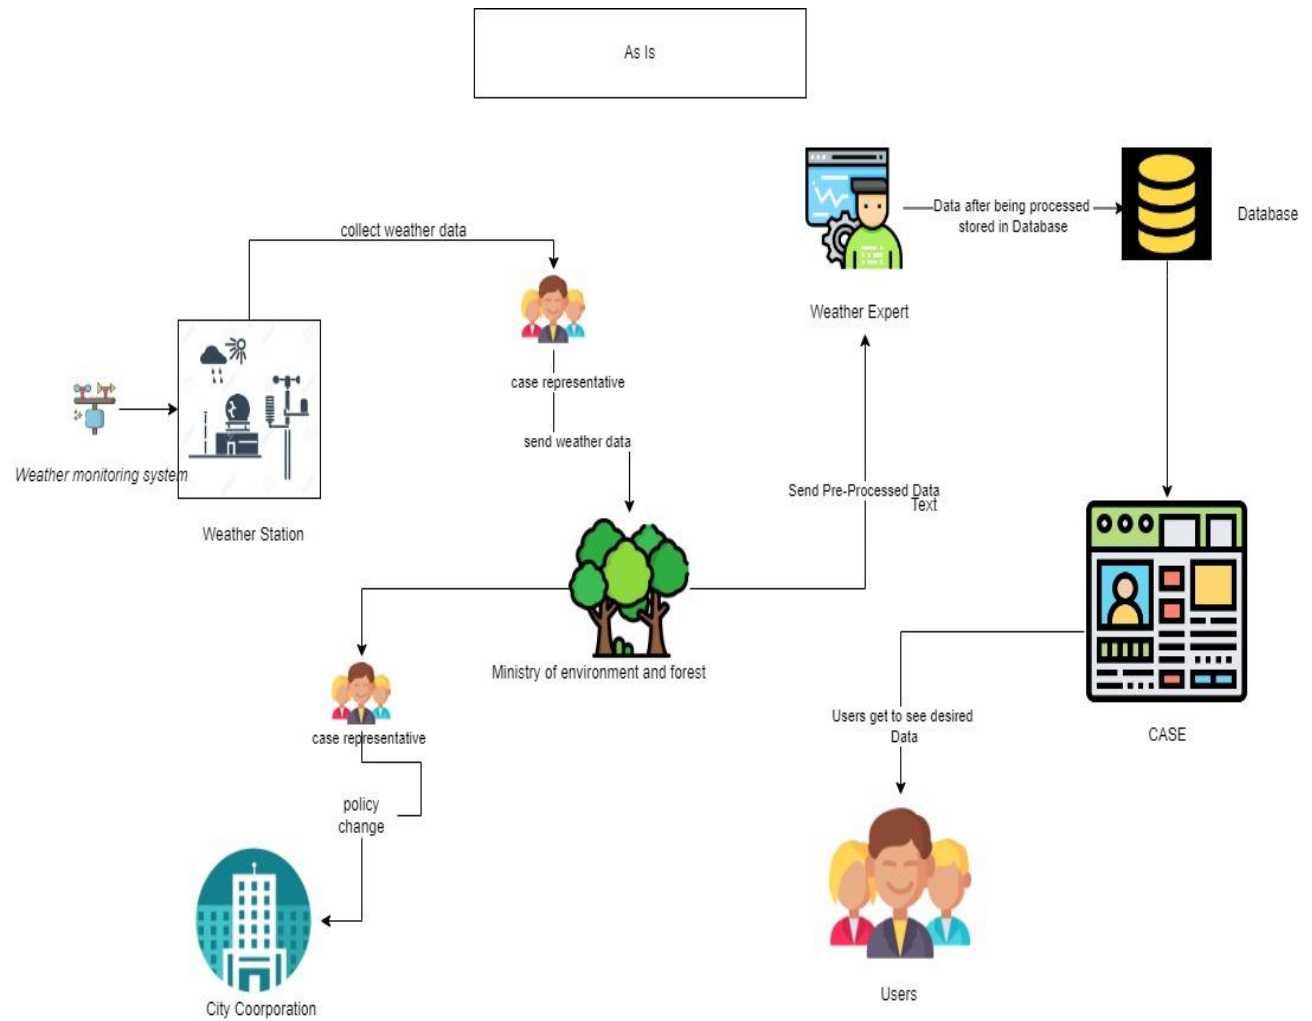 As Is
Data after being processed
stored in Database
Database
collect weather data
Weather Expert
case representative
send weather data
Weather monitoring system
Send Pre-Processed Data
Text
Weather Station
Ministry of environment and forest
Users get to see desired
Data
CASE
case representative
policy
change
Users
City Coorporation